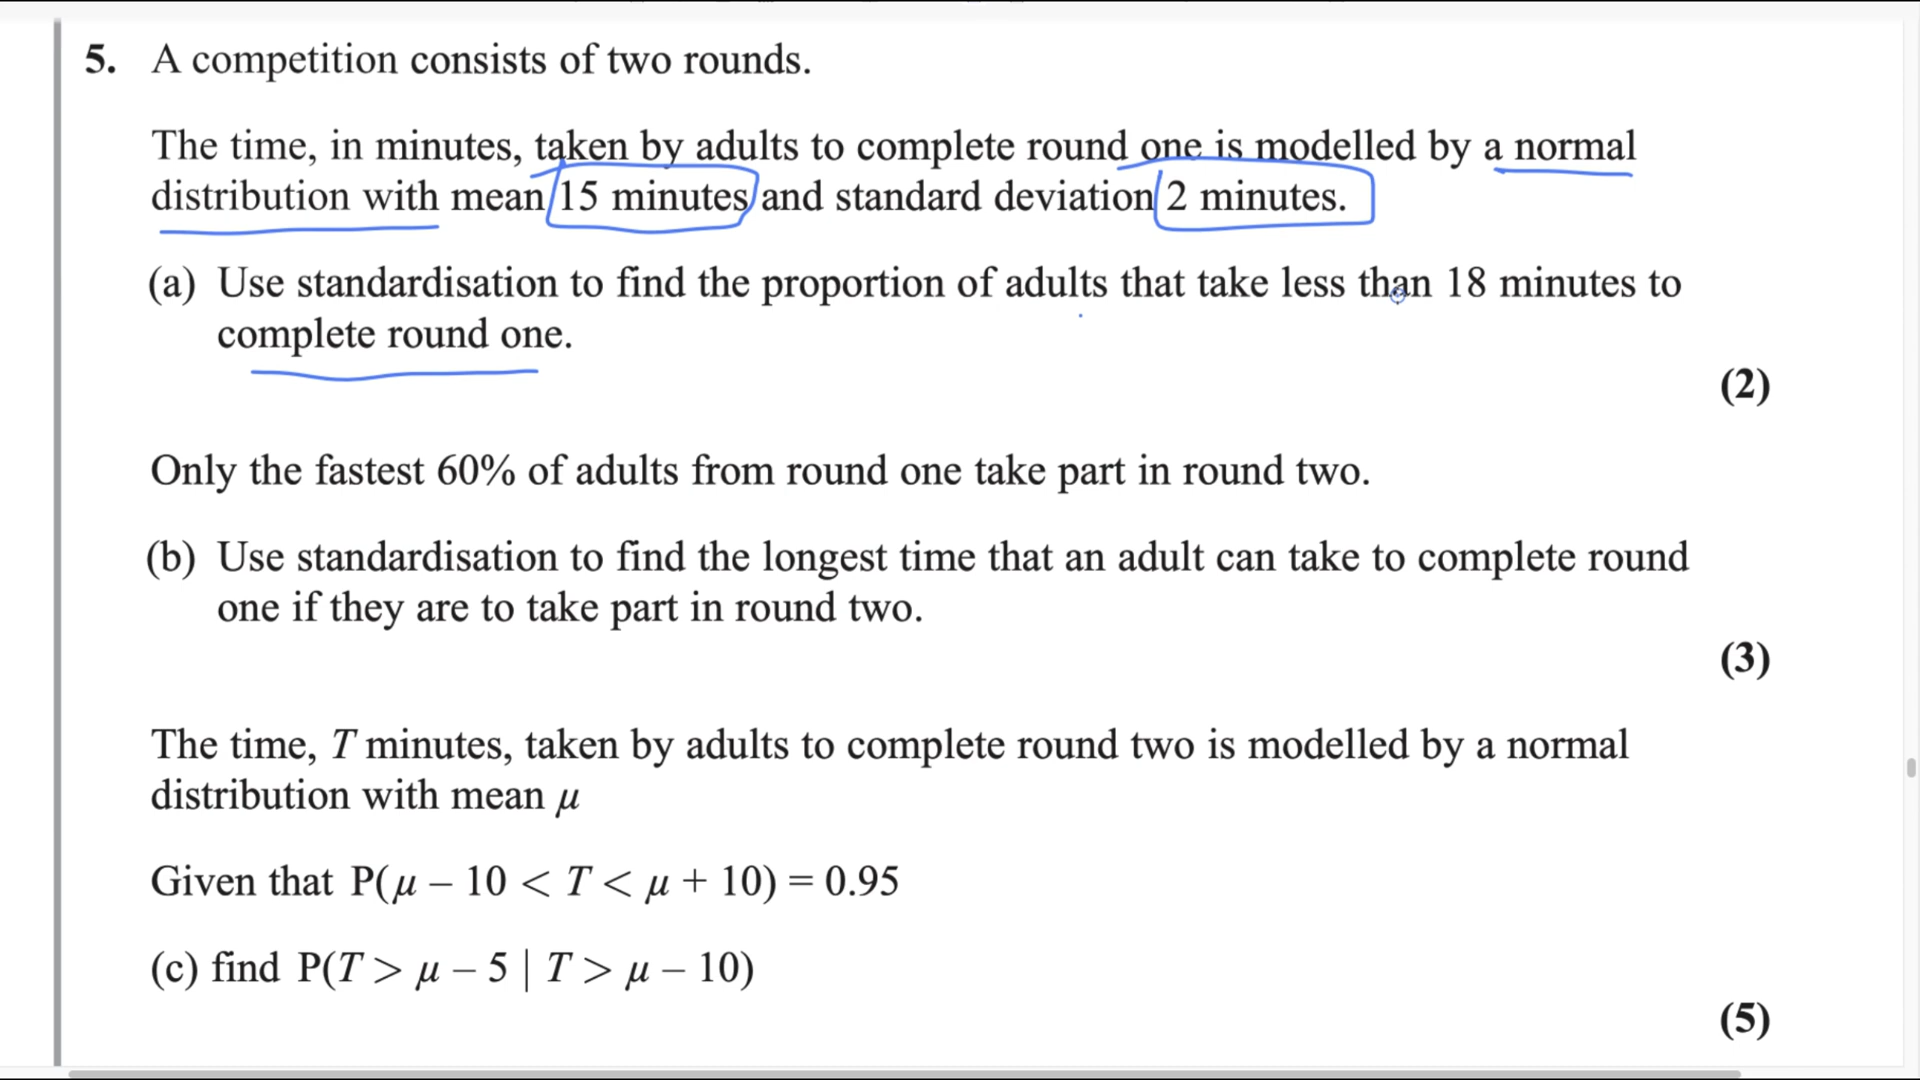 5. A competition consists of two rounds.
The time, in minutes, taken by adults to complete round one is modelled by a normal
distribution with mean 15 minutes and standard deviation 2 minutes.
(a) Use standardisation to find the proportion of adults that take less than 18 minutes to
complete round one.
(2)
Only the fastest 60% of adults from round one take part in round two.
(b) Use standardisation to find the longest time that an adult can take to complete round
one if they are to take part in round two.
(3)
The time, T minutes, taken by adults to complete round two is modelled by a normal
distribution with mean μ
Given that P(μ – 10 < T < μ + 10) = 0.95
(c) find P(T > μ – 5 | T > μ – 10)
(5)